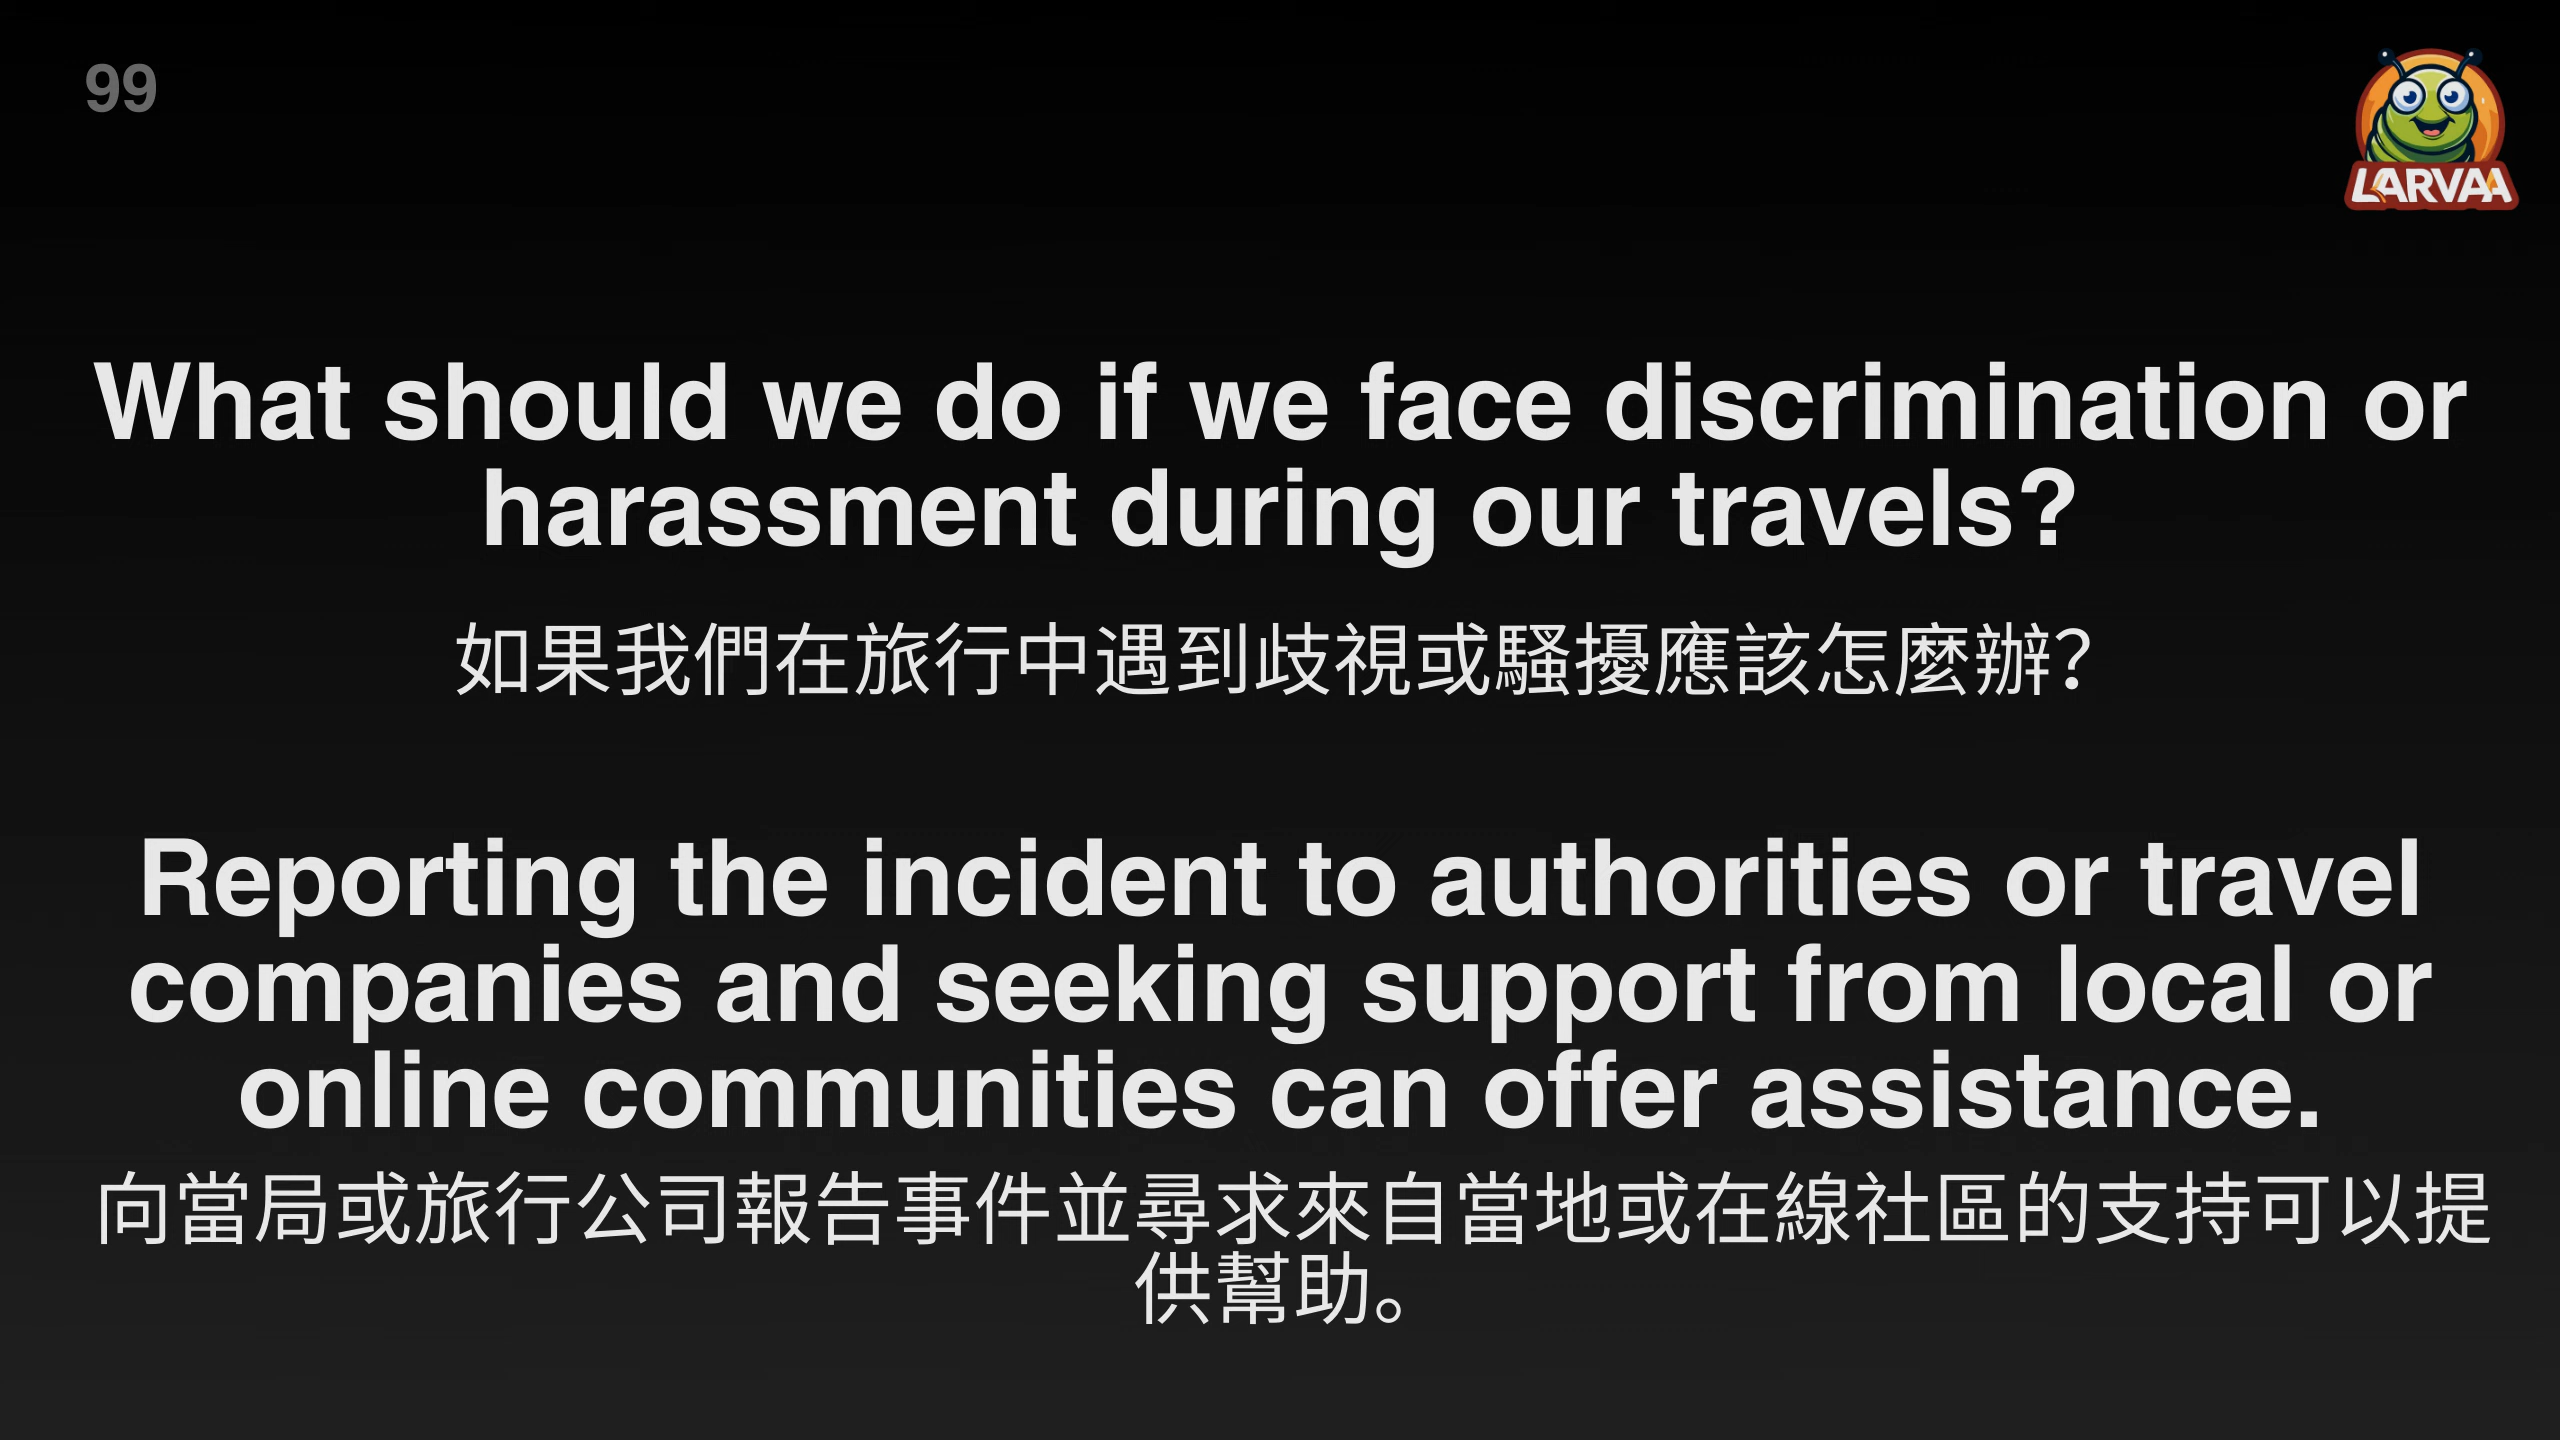 99
LARVAA
What should we do if we face discrimination or
harassment during our travels?
如果我們在旅行中遇到歧視或騷擾應該怎麼辦?
Reporting the incident to authorities or travel
companies and seeking support from local or
online communities can offer assistance.
向當局或旅行公司報告事件並尋求來自當地或在線社區的支持可以提
供幫助。